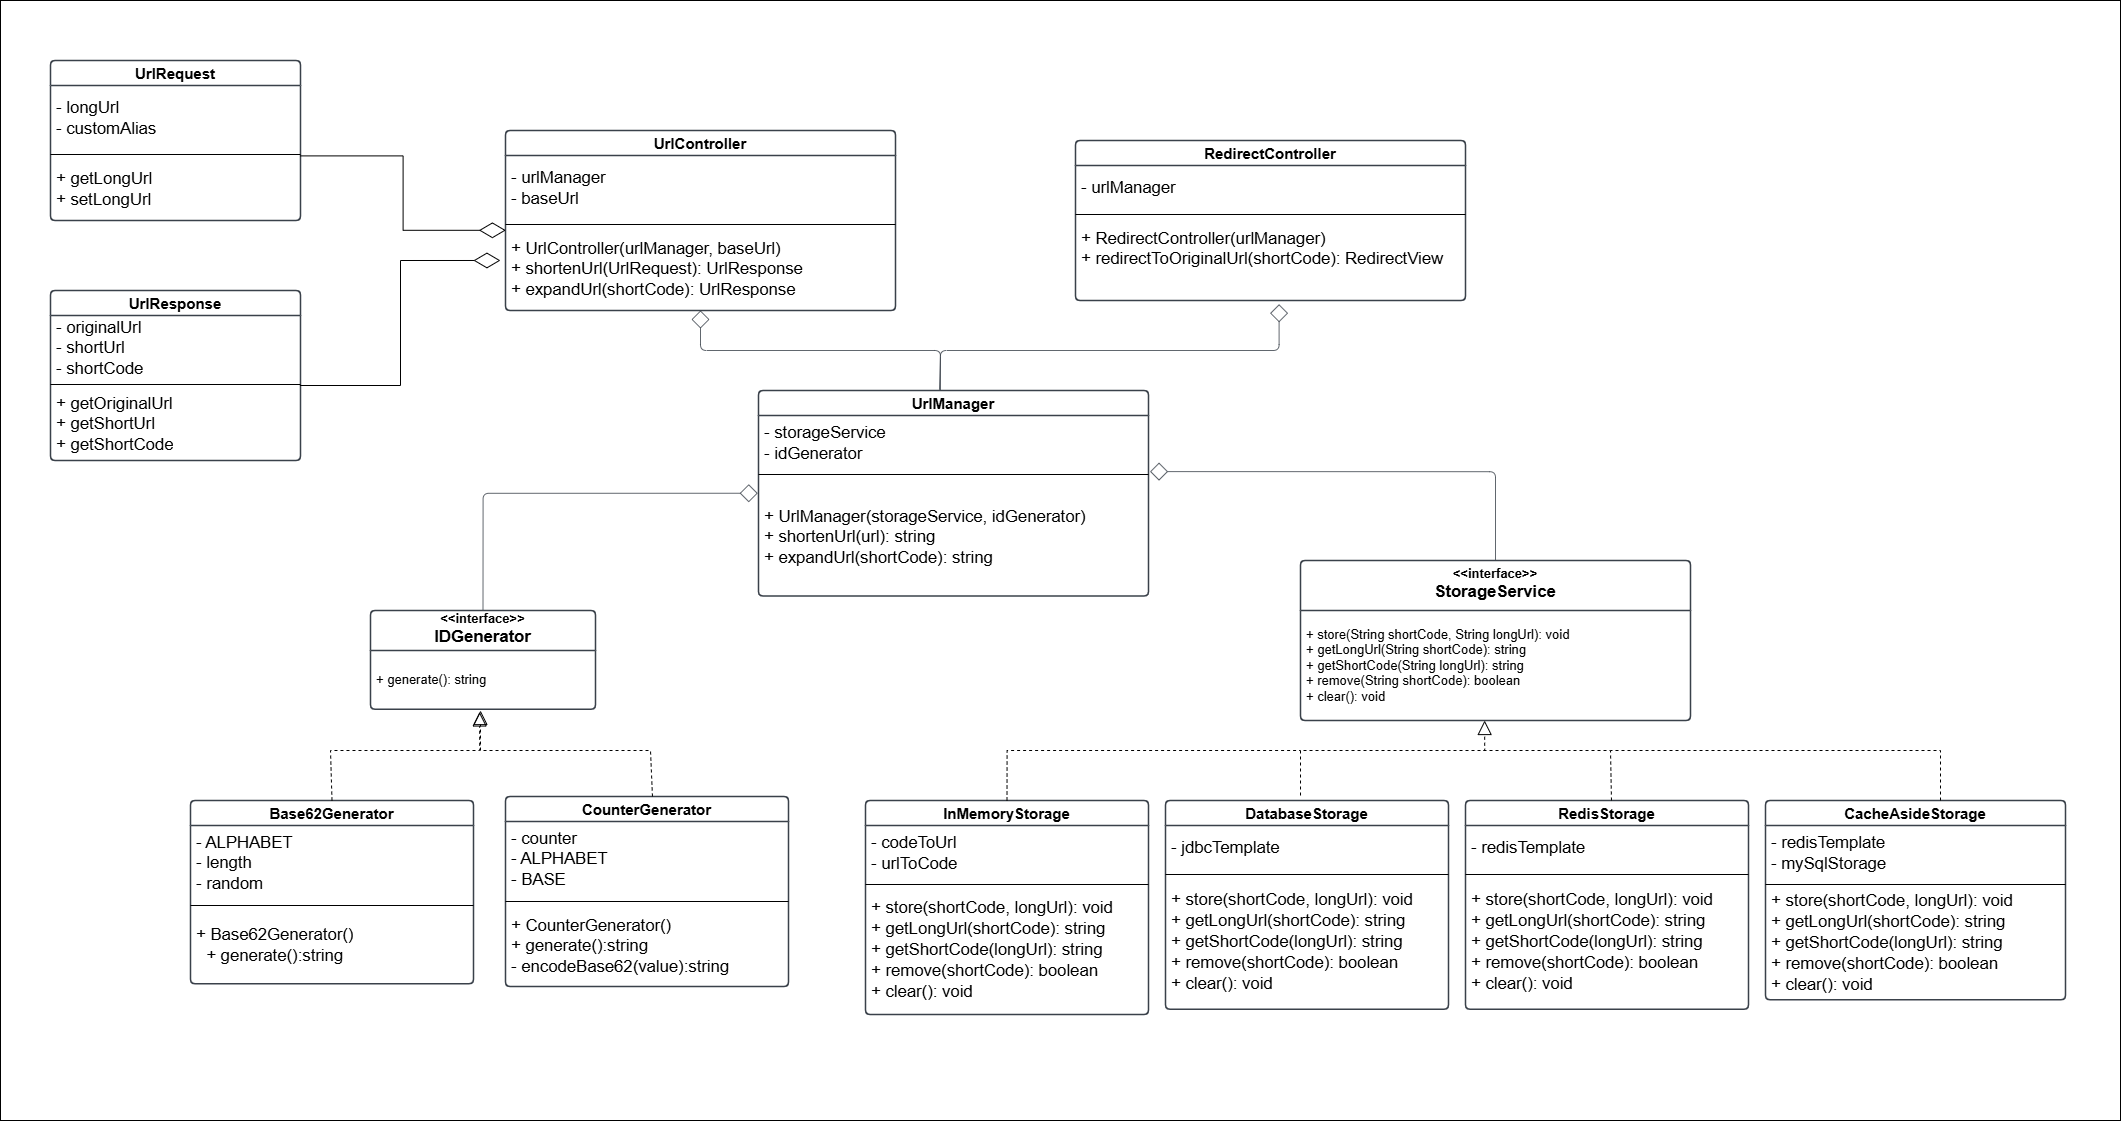 UrlRequest
- longUrl
- customAlias
+ getLongUrl
+ setLongUrl
UrlResponse
- originalUrl
- shortUrl
- shortCode
+ getOriginalUrl
+ getShortUrl
+ getShortCode
UrlController
- urlManager
- baseUrl
+ UrlController(urlManager, baseUrl)
+ shortenUrl(UrlRequest): UrlResponse
+ expandUrl(shortCode): UrlResponse
RedirectController
- urlManager
+ RedirectController(urlManager)
+ redirectToOriginalUrl(shortCode): RedirectView
UrlManager
- storageService
- idGenerator
+ UrlManager(storageService, idGenerator)
+ shortenUrl(url): string
+ expandUrl(shortCode): string
<<interface>>
IDGenerator
+ generate(): string
<<interface>>
StorageService
+ store(String shortCode, String longUrl): void
+ getLongUrl(String shortCode): string
+ getShortCode(String longUrl): string
+ remove(String shortCode): boolean
+ clear(): void
Base62Generator
- ALPHABET
- length
- random
+ Base62Generator()
+ generate():string
CounterGenerator
- counter
- ALPHABET
- BASE
+ CounterGenerator()
+ generate():string
- encodeBase62(value):string
InMemoryStorage
- codeToUrl
- urlToCode
+ store(shortCode, longUrl): void
+ getLongUrl(shortCode): string
+ getShortCode(longUrl): string
+ remove(shortCode): boolean
+ clear(): void
DatabaseStorage
- jdbcTemplate
+ store(shortCode, longUrl): void
+ getLongUrl(shortCode): string
+ getShortCode(longUrl): string
+ remove(shortCode): boolean
+ clear(): void
RedisStorage
- redisTemplate
+ store(shortCode, longUrl): void
+ getLongUrl(shortCode): string
+ getShortCode(longUrl): string
+ remove(shortCode): boolean
+ clear(): void
CacheAsideStorage
- redisTemplate
- mySqlStorage
+ store(shortCode, longUrl): void
+ getLongUrl(shortCode): string
+ getShortCode(longUrl): string
+ remove(shortCode): boolean
+ clear(): void